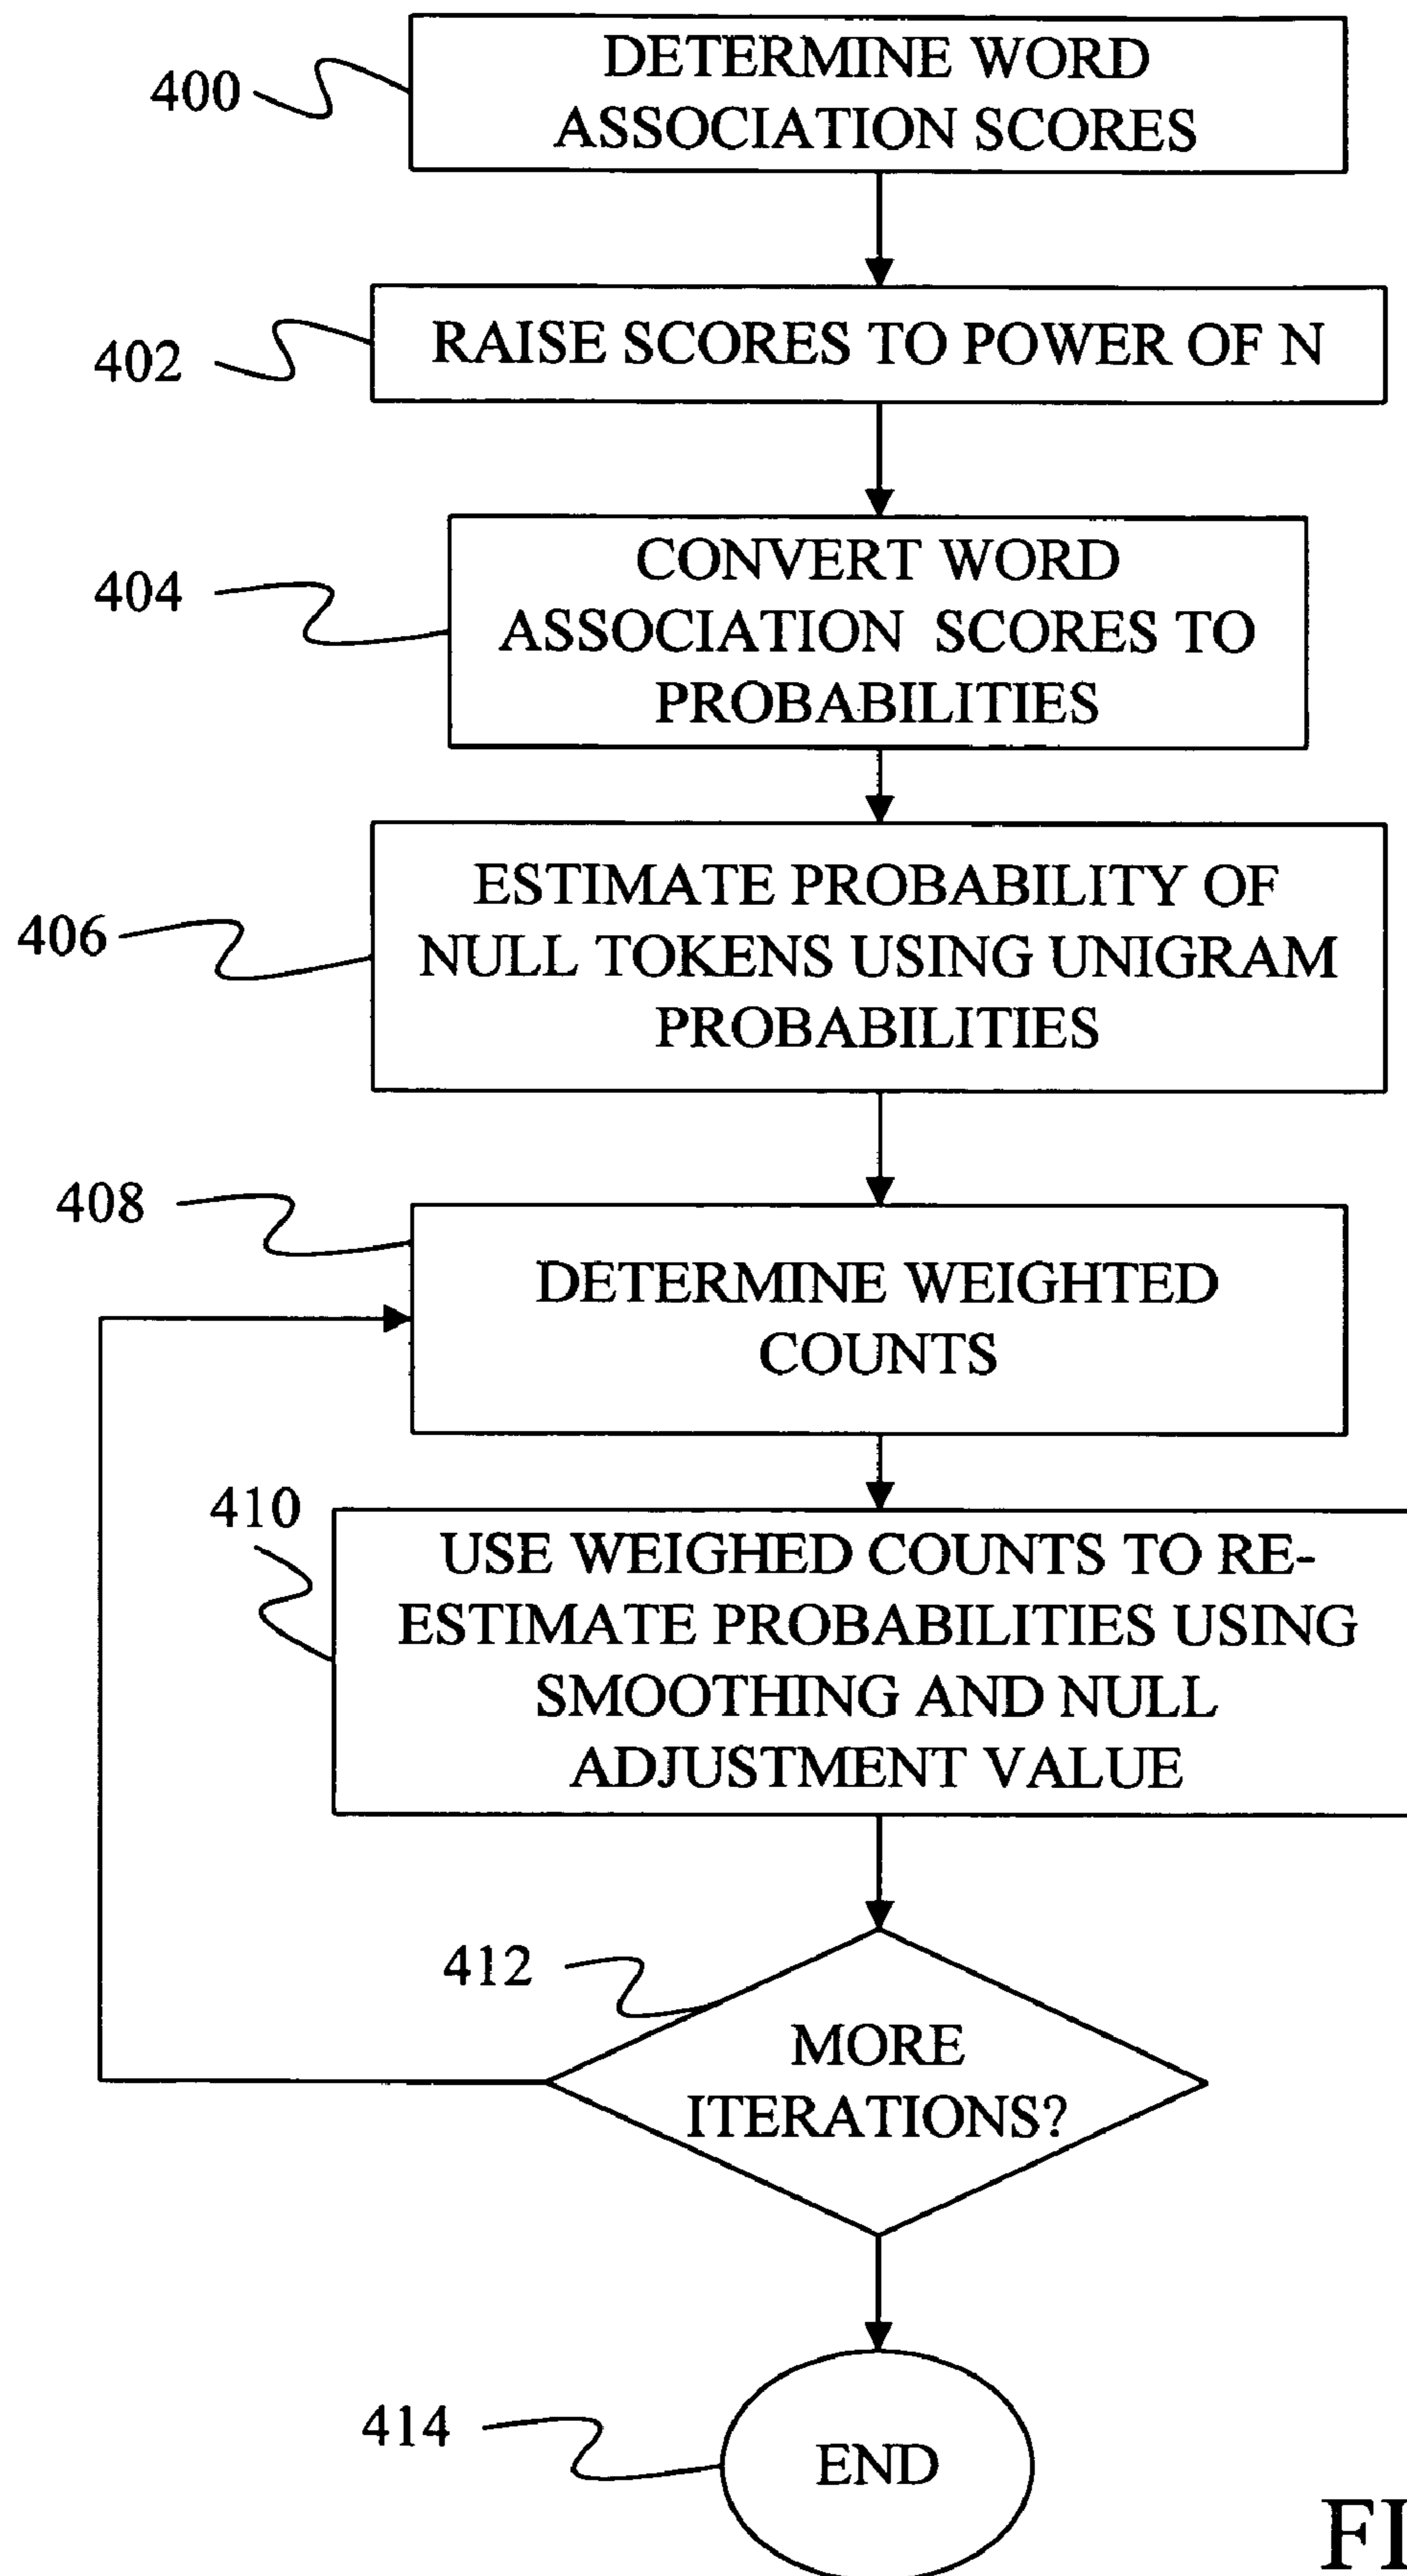 400
DETERMINE WORD
ASSOCIATION SCORES
402
RAISE SCORES TO POWER OF N
404
CONVERT WORD
ASSOCIATION SCORES TO
PROBABILITIES
406
ESTIMATE PROBABILITY OF
NULL TOKENS USING UNIGRAM
PROBABILITIES
408
DETERMINE WEIGHTED
COUNTS
410
USE WEIGHED COUNTS TO RE-
ESTIMATE PROBABILITIES USING
SMOOTHING AND NULL
ADJUSTMENT VALUE
412
MORE
ITERATIONS?
414
END